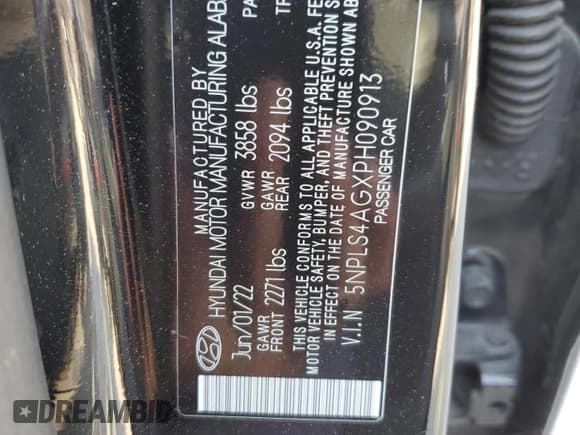 MANUFACTURED BY
HYUNDAI MOTOR MANUFACTURING ALAB
Jun/01/22 GVWR 3858 lbs PA
GAWR FRONT 2271 lbs GAWR REAR 2094 lbs TR
THIS VEHICLE CONFORMS TO ALL APPLICABLE U.S.A. FE
MOTOR VEHICLE SAFETY, BUMPER, AND THEFT PREVENTION S
IN EFFECT ON THE DATE OF MANUFACTURE SHOWN AB
V.I.N 5NPLS4AGXPH090913
PASSENGER CAR
DREAMBID